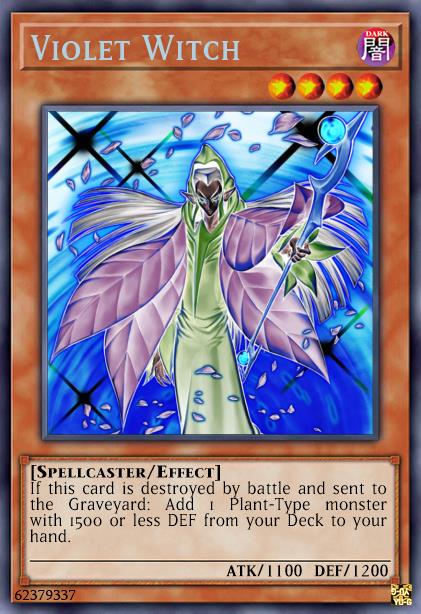 Violet Witch
DARK
闇
[Spellcaster/Effect]
If this card is destroyed by battle and sent to
the Graveyard: Add 1 Plant-Type monster
with 1500 or less DEF from your Deck to your
hand.
ATK/1100 DEF/1200
62379337